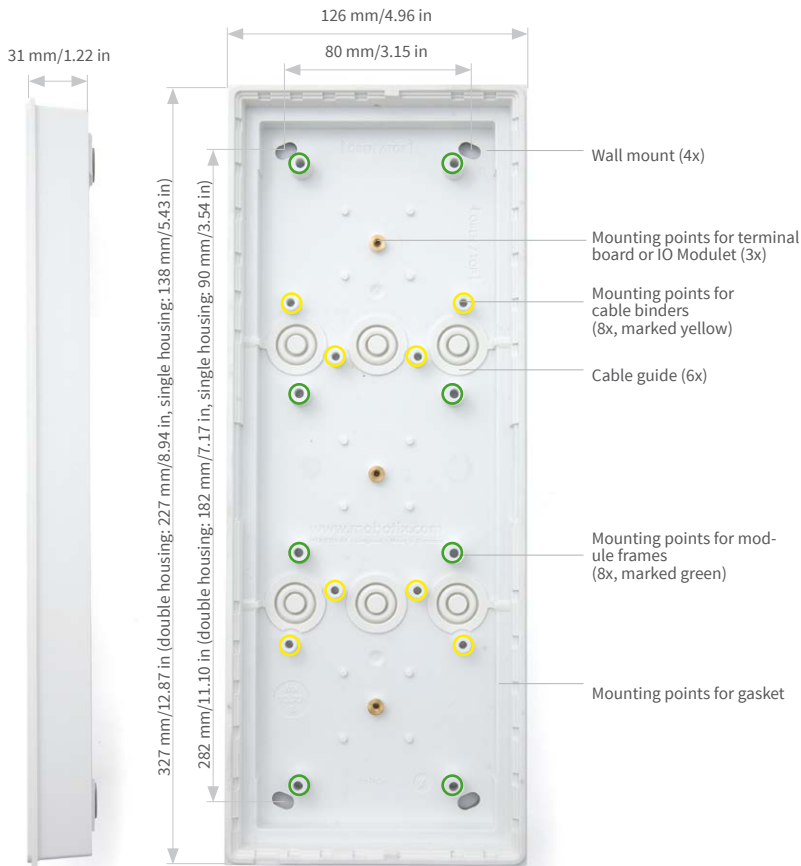 126 mm/4.96 in
31 mm/1.22 in
80 mm/3.15 in
327 mm/12.87 in (double housing: 227 mm/8.94 in, single housing: 138 mm/5.43 in)
282 mm/11.10 in (double housing: 182 mm/7.17 in, single housing: 90 mm/3.54 in)
Wall mount (4x)
Mounting points for terminal
board or IO Modulet (3x)
Mounting points for
cable binders
(8x, marked yellow)
Cable guide (6x)
www.mobotix.com
Mounting points for mod-
ule frames
(8x, marked green)
Mounting points for gasket